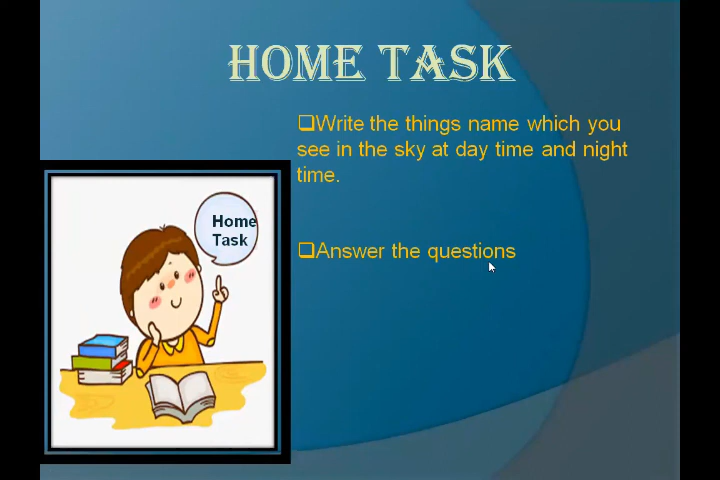 HOME TASK
❑Write the things name which you
see in the sky at day time and night
time.
❑Answer the questions
Home
Task